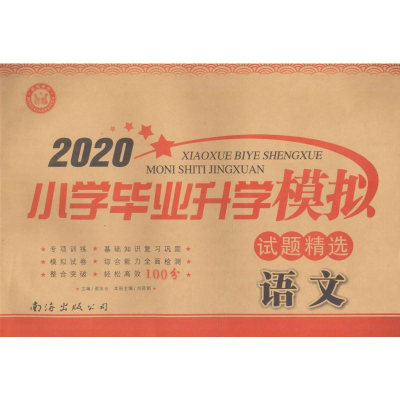 2020
XIAOXUE BIYE SHENGXUE
MONI SHITI JINGXUAN
小学毕业升学模拟
试题精选
语文
★ 专项训练 ★ 基础知识复习巩固
★ 模拟试卷 ★ 综合能力全面检测
★ 整合突破 ★ 轻松高效100分
南海出版公司